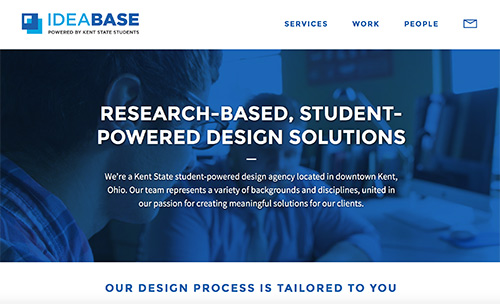 IDEABASE
POWERED BY KENT STATE STUDENTS
SERVICES WORK PEOPLE
RESEARCH-BASED, STUDENT-
POWERED DESIGN SOLUTIONS
We're a Kent State student-powered design agency located in downtown Kent,
Ohio. Our team represents a variety of backgrounds and disciplines, united in
our passion for creating meaningful solutions for our clients.
OUR DESIGN PROCESS IS TAILORED TO YOU